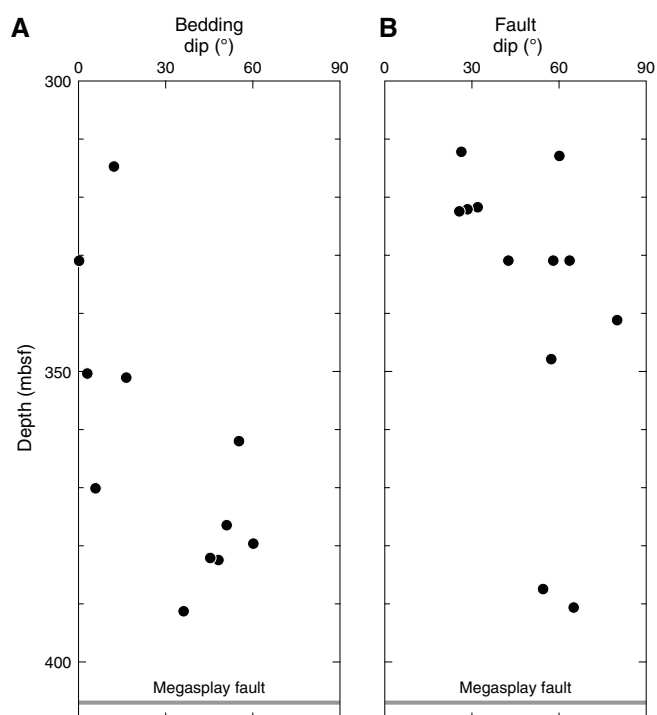 A
Bedding
dip (°)
0 30 60 90
B
Fault
dip (°)
0 30 60 90
300
350
400
Depth (mbsf)
Megasplay fault
Megasplay fault